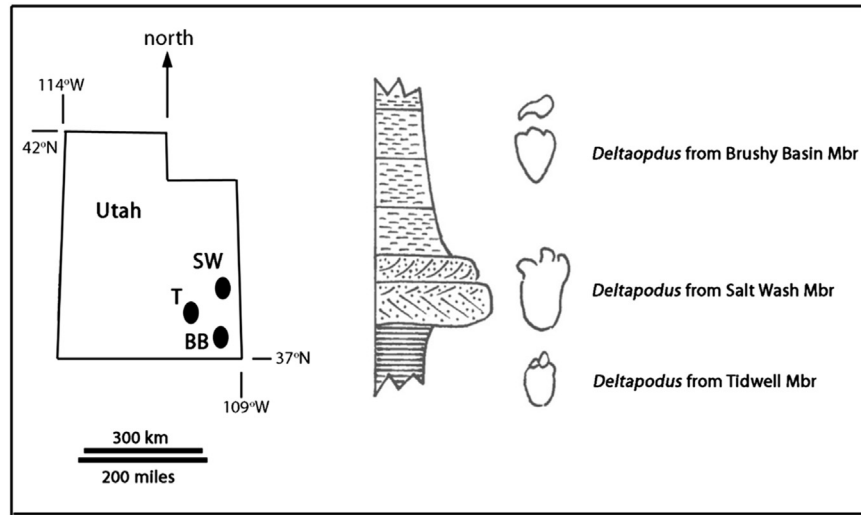 north
114°W
42°N
Utah
SW
T
BB
37°N
109°W
300 km
200 miles
Deltaopdus from Brushy Basin Mbr
Deltapodus from Salt Wash Mbr
Deltapodus from Tidwell Mbr